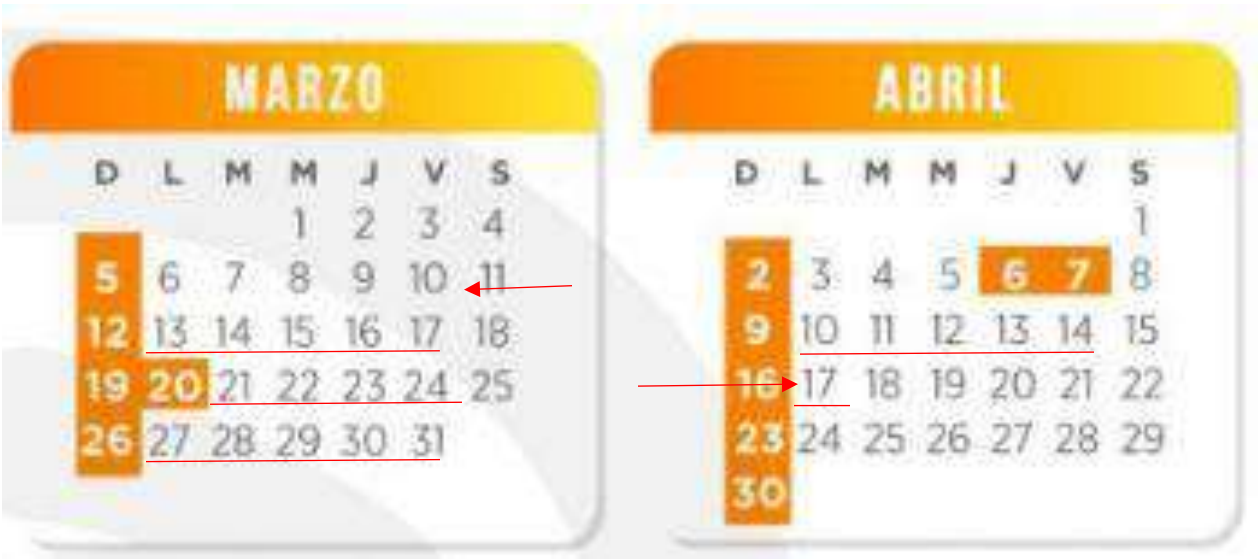 MARZO
D L M M J V S
1 2 3 4
5 6 7 8 9 10 11
12 13 14 15 16 17 18
19 20 21 22 23 24 25
26 27 28 29 30 31
ABRIL
D L M M J V S
1
2 3 4 5 6 7 8
9 10 11 12 13 14 15
16 17 18 19 20 21 22
23 24 25 26 27 28 29
30